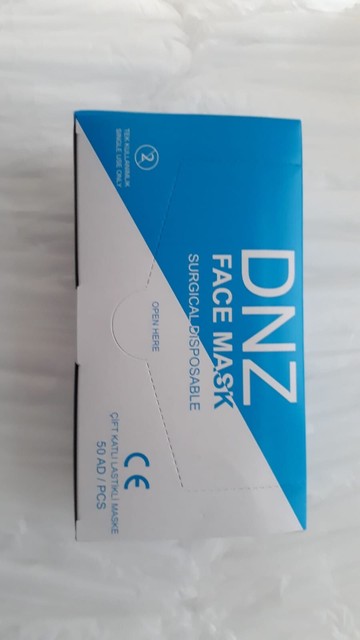 DNZ
FACE MASK
SURGICAL DISPOSABLE
OPEN HERE
2
TEK KULLANIMLIK
SINGLE USE ONLY
CE
ÇİFT KATLI LASTİKLİ MASKE
50 AD / PCS